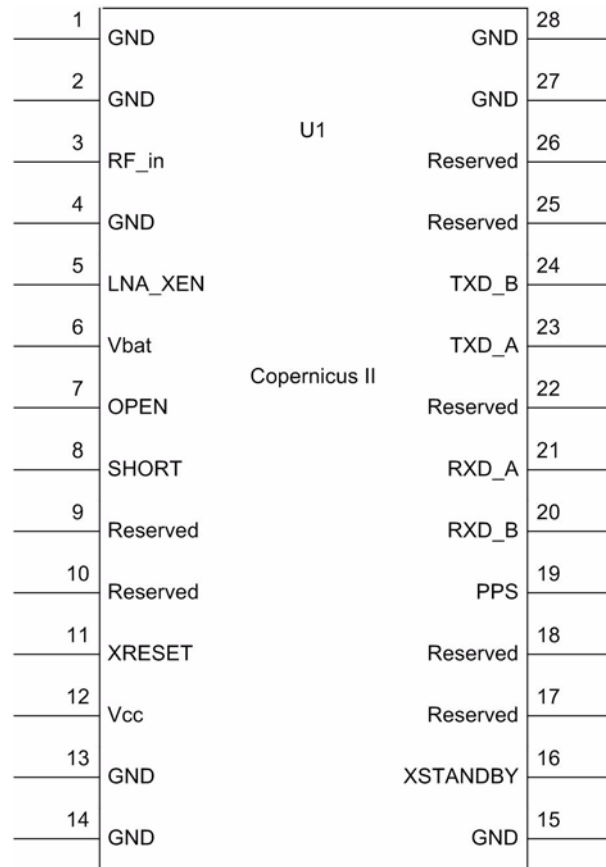 1 GND GND 28
2 GND GND 27
U1
3 RF_in Reserved 26
4 GND Reserved 25
5 LNA_XEN TXD_B 24
6 Vbat TXD_A 23
Copernicus II
7 OPEN Reserved 22
8 SHORT RXD_A 21
9 Reserved RXD_B 20
10 Reserved PPS 19
11 XRESET Reserved 18
12 Vcc Reserved 17
13 GND XSTANDBY 16
14 GND GND 15